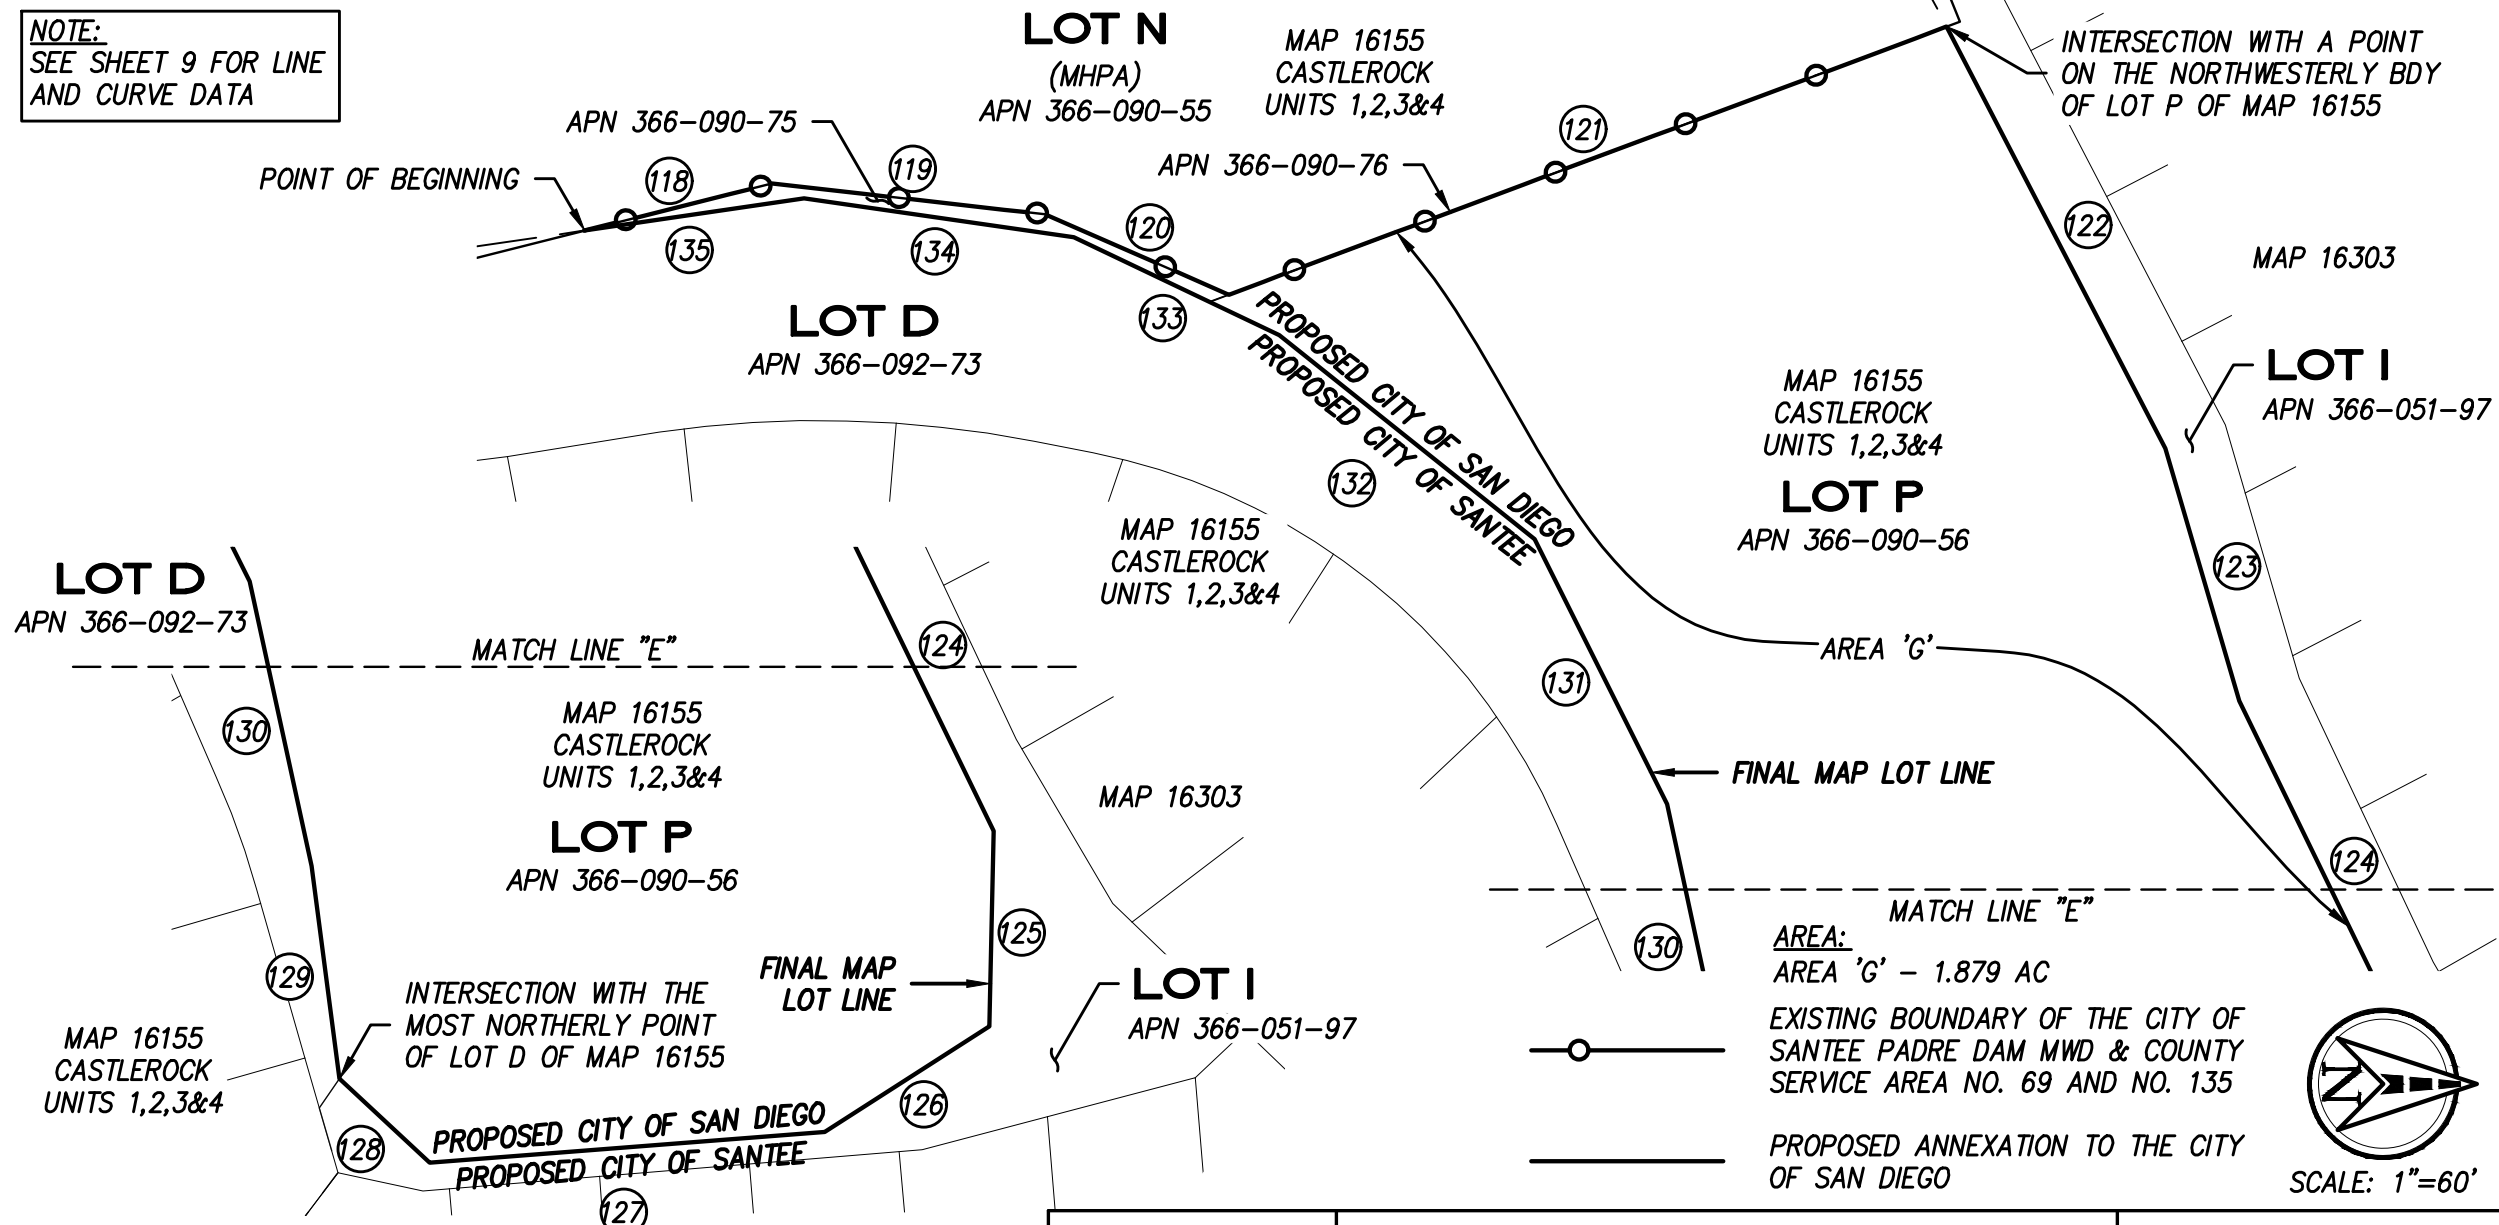 NOTE:
SEE SHEET 9 FOR LINE
AND CURVE DATA
LOT N
(MHPA)
APN 366-090-55
MAP 16155
CASTLEROCK
UNITS 1,2,3&4
INTERSECTION WITH A POINT
ON THE NORTHWESTERLY BDY
OF LOT P OF MAP 16155
APN 366-090-75
POINT OF BEGINNING
118
119
APN 366-090-76
121
120
122
135
134
133
MAP 16303
LOT D
APN 366-092-73
PROPOSED CITY OF SAN DIEGO
PROPOSED CITY OF SANTEE
132
MAP 16155
CASTLEROCK
UNITS 1,2,3&4
LOT P
APN 366-090-56
LOT I
APN 366-051-97
MAP 16155
CASTLEROCK
UNITS 1,2,3&4
123
LOT D
APN 366-092-73
MATCH LINE "E"
124
131
AREA 'G'
130
MAP 16155
CASTLEROCK
UNITS 1,2,3&4
LOT P
APN 366-090-56
MAP 16303
FINAL MAP LOT LINE
124
MATCH LINE "E"
130
125
FINAL MAP
LOT LINE
129
INTERSECTION WITH THE
MOST NORTHERLY POINT
OF LOT D OF MAP 16155
LOT I
APN 366-051-97
MAP 16155
CASTLEROCK
UNITS 1,2,3&4
126
128
PROPOSED CITY OF SAN DIEGO
PROPOSED CITY OF SANTEE
127
AREA:
AREA 'G' - 1.879 AC
EXISTING BOUNDARY OF THE CITY OF
SANTEE PADRE DAM MWD & COUNTY
SERVICE AREA NO. 69 AND NO. 135
PROPOSED ANNEXATION TO THE CITY
OF SAN DIEGO
N
SCALE: 1"=60'